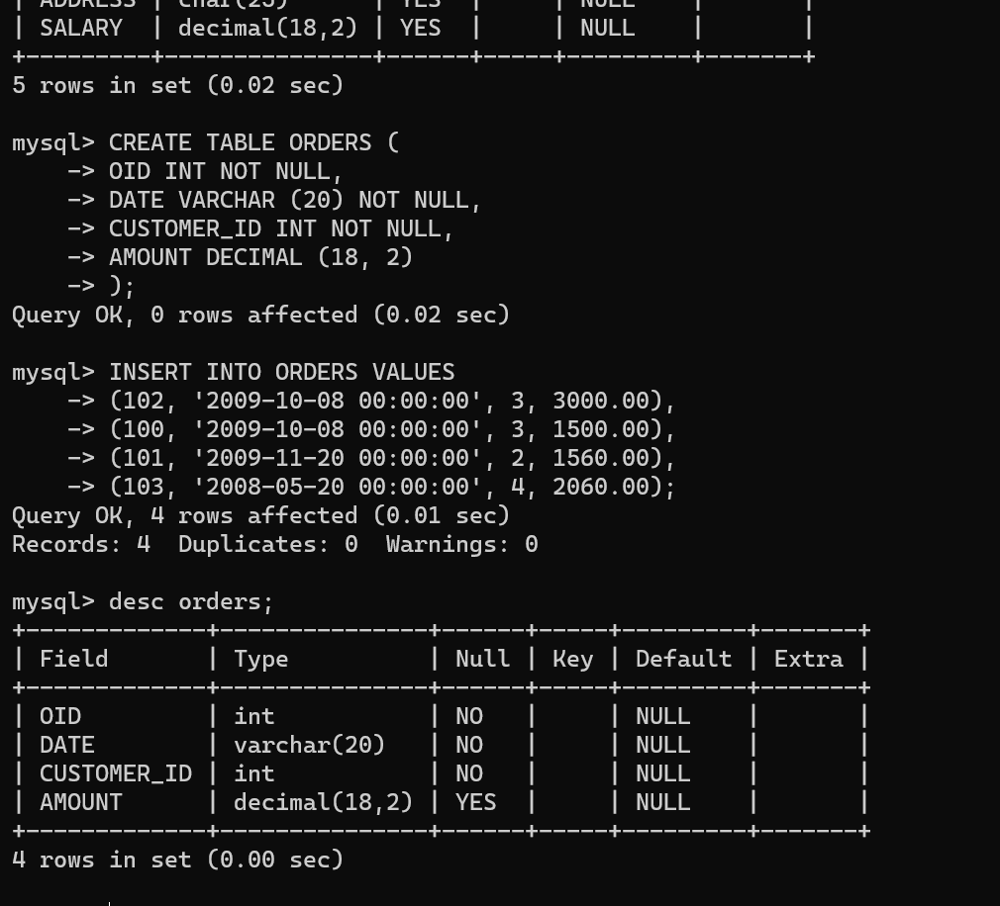 | ADDRESS | char(25) | YES | | NULL | |
| SALARY | decimal(18,2) | YES | | NULL | |
+---------+---------------+------+-----+---------+-------+
5 rows in set (0.02 sec)
mysql> CREATE TABLE ORDERS (
-> OID INT NOT NULL,
-> DATE VARCHAR (20) NOT NULL,
-> CUSTOMER_ID INT NOT NULL,
-> AMOUNT DECIMAL (18, 2)
-> );
Query OK, 0 rows affected (0.02 sec)
mysql> INSERT INTO ORDERS VALUES
-> (102, '2009-10-08 00:00:00', 3, 3000.00),
-> (100, '2009-10-08 00:00:00', 3, 1500.00),
-> (101, '2009-11-20 00:00:00', 2, 1560.00),
-> (103, '2008-05-20 00:00:00', 4, 2060.00);
Query OK, 4 rows affected (0.01 sec)
Records: 4  Duplicates: 0  Warnings: 0
mysql> desc orders;
+-------------+---------------+------+-----+---------+-------+
| Field       | Type          | Null | Key | Default | Extra |
+-------------+---------------+------+-----+---------+-------+
| OID         | int           | NO   |     | NULL    |       |
| DATE        | varchar(20)   | NO   |     | NULL    |       |
| CUSTOMER_ID | int           | NO   |     | NULL    |       |
| AMOUNT      | decimal(18,2) | YES  |     | NULL    |       |
+-------------+---------------+------+-----+---------+-------+
4 rows in set (0.00 sec)